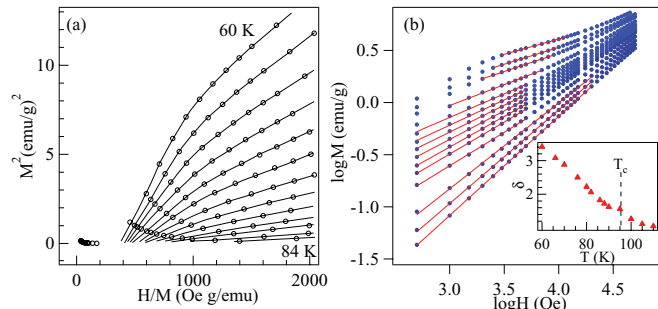 (a)
60 K
84 K
M² (emu/g)²
10
5
0
0
1000
2000
H/M (Oe g/emu)
(b)
logM (emu/g)
0.5
0.0
-0.5
-1.0
-1.5
3.0
3.5
4.0
4.5
logH (Oe)
δ
3
2
T_c
60
80
100
T (K)